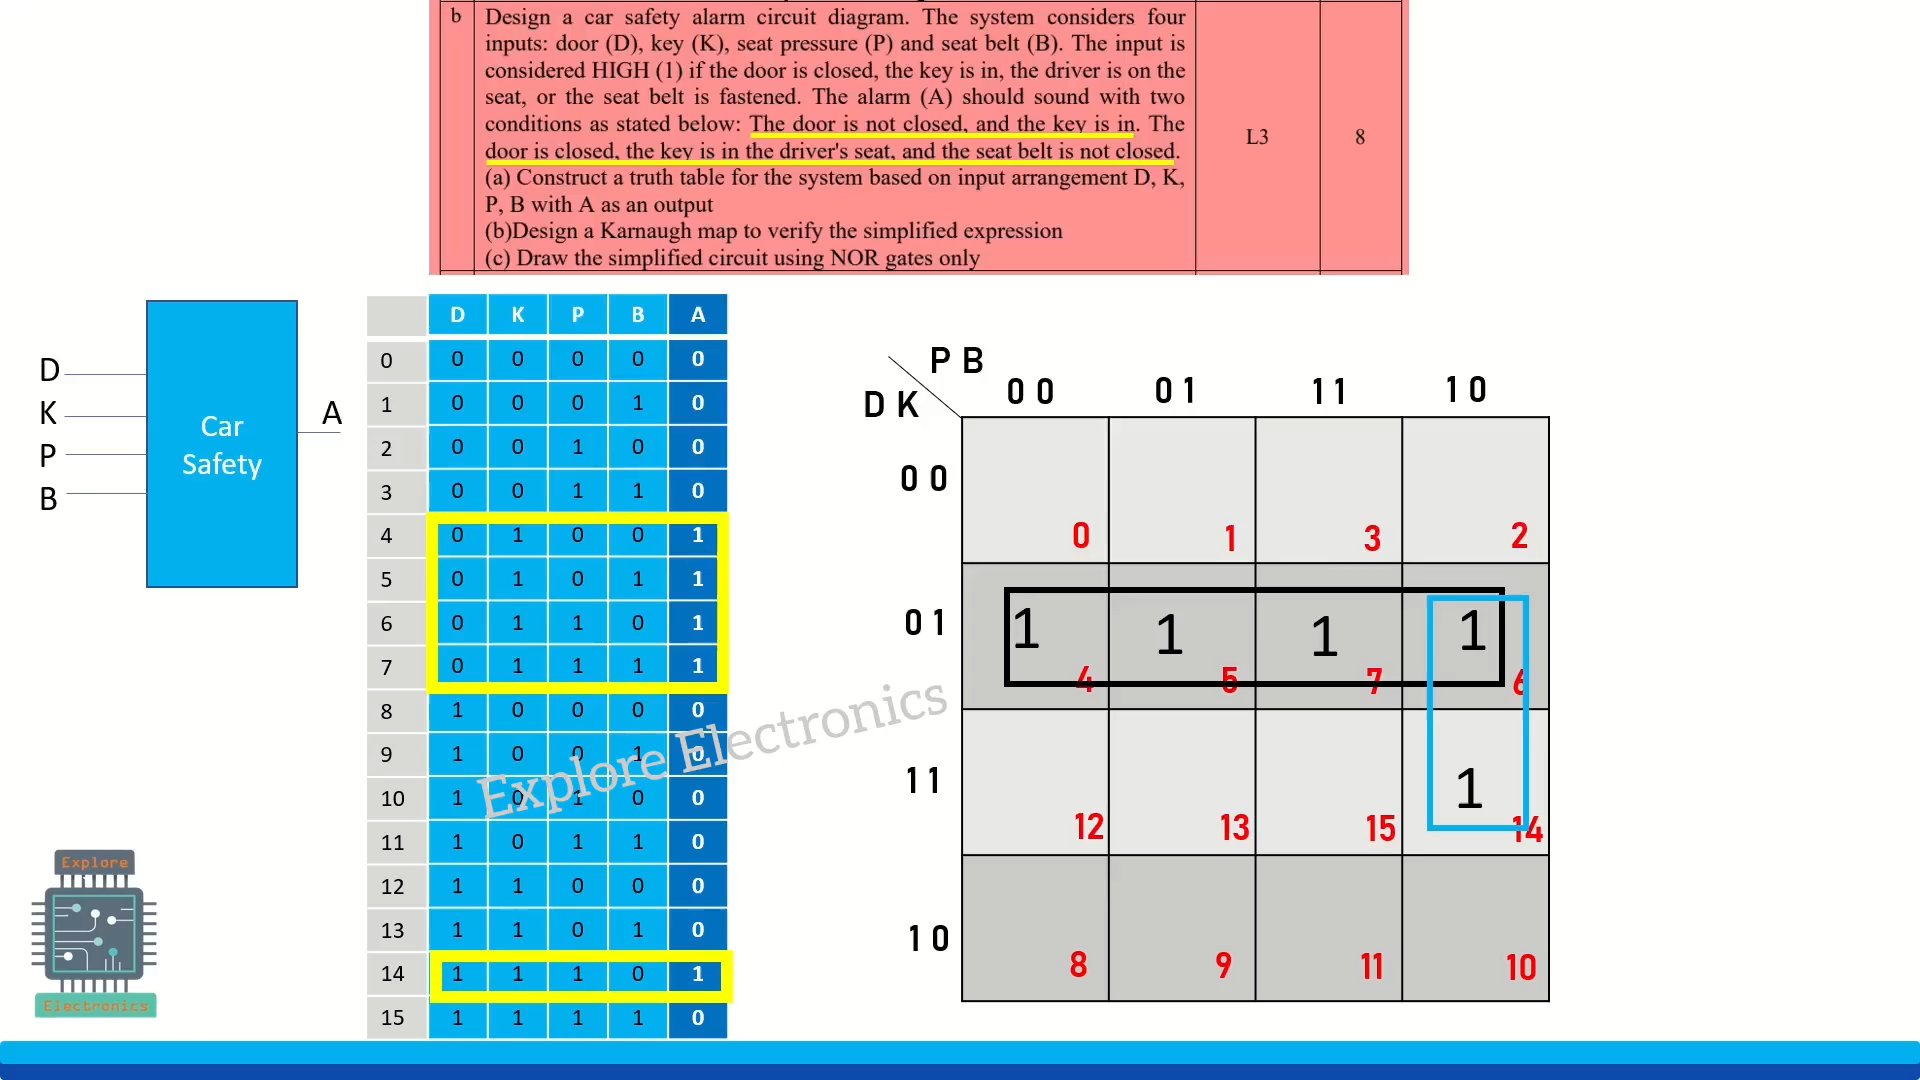 b Design a car safety alarm circuit diagram. The system considers four
inputs: door (D), key (K), seat pressure (P) and seat belt (B). The input is
considered HIGH (1) if the door is closed, the key is in, the driver is on the
seat, or the seat belt is fastened. The alarm (A) should sound with two
conditions as stated below: The door is not closed, and the key is in. The
door is closed, the key is in the driver's seat, and the seat belt is not closed.
(a) Construct a truth table for the system based on input arrangement D, K,
P, B with A as an output
(b)Design a Karnaugh map to verify the simplified expression
(c) Draw the simplified circuit using NOR gates only
L3 8
D
K
P
B
Car
Safety
A
D K P B A
0 0 0 0 0 0
1 0 0 0 1 0
2 0 0 1 0 0
3 0 0 1 1 0
4 0 1 0 0 1
5 0 1 0 1 1
6 0 1 1 0 1
7 0 1 1 1 1
8 1 0 0 0 0
9 1 0 0 1 0
10 1 0 1 0 0
11 1 0 1 1 0
12 1 1 0 0 0
13 1 1 0 1 0
14 1 1 1 0 1
15 1 1 1 1 0
Explore Electronics
P B
D K
0 0 0 1 1 1 1 0
0 0
0 1 3 2
0 1
1 1 1 1
4 5 7 6
1 1
1
12 13 15 14
1 0
8 9 11 10
Explore
Electronics